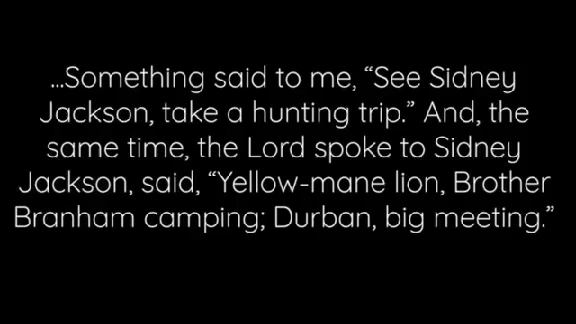 ...Something said to me, “See Sidney
Jackson, take a hunting trip.” And, the
same time, the Lord spoke to Sidney
Jackson, said, “Yellow-mane lion, Brother
Branham camping; Durban, big meeting.”